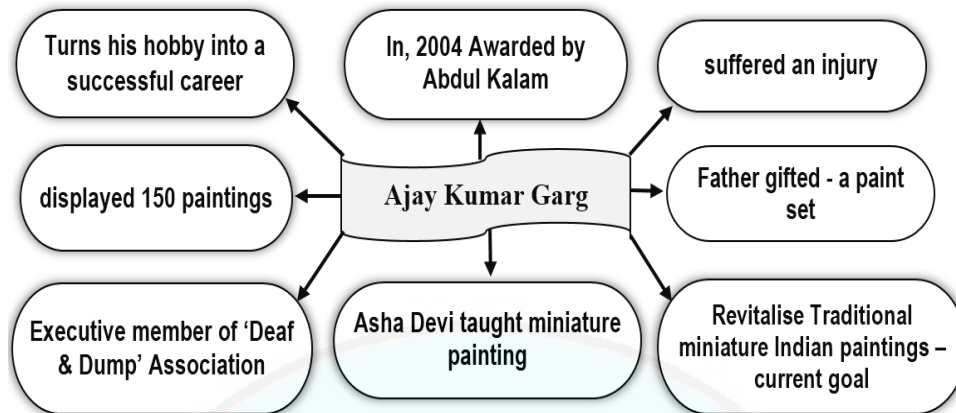 Turns his hobby into a
successful career
In, 2004 Awarded by
Abdul Kalam
suffered an injury
displayed 150 paintings
Ajay Kumar Garg
Father gifted - a paint
set
Executive member of ‘Deaf
& Dump’ Association
Asha Devi taught miniature
painting
Revitalise Traditional
miniature Indian paintings –
current goal